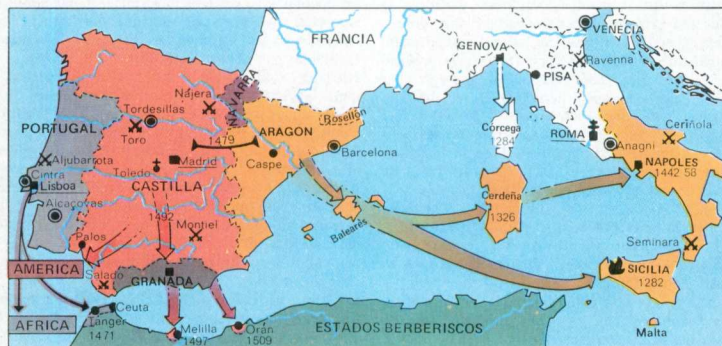 FRANCIA
GENOVA
VENECIA
Ravenna
PISA
NAVARRA
Nájera
Tordesillas
Toro
PORTUGAL
1479
ARAGON
Rosellón
Corcega
1284
ROMA
Ceriñola
Anagni
Aljubarrota
Madrid
Toledo
Caspe
Barcelona
NAPOLES
1442 58
Cintra
Lisboa
CASTILLA
1492
Cerdeña
1326
Alcaçovas
Montiel
Baleares
Seminara
Palos
AMERICA
Salado
GRANADA
SICILIA
1282
AFRICA
Ceuta
Tanger
1471
Melilla
1497
Orán
1509
ESTADOS BERBERISCOS
Malta